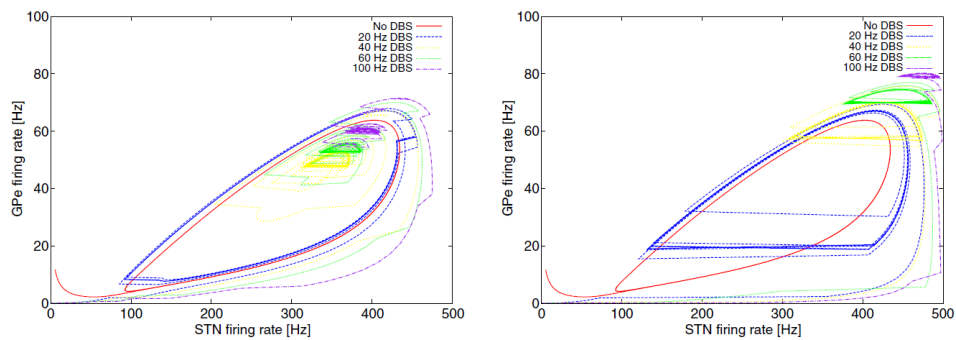 100
80
60
40
20
0
GPe firing rate [Hz]
No DBS
20 Hz DBS
40 Hz DBS
60 Hz DBS
100 Hz DBS
0 100 200 300 400 500
STN firing rate [Hz]
100
80
60
40
20
0
GPe firing rate [Hz]
No DBS
20 Hz DBS
40 Hz DBS
60 Hz DBS
100 Hz DBS
0 100 200 300 400 500
STN firing rate [Hz]